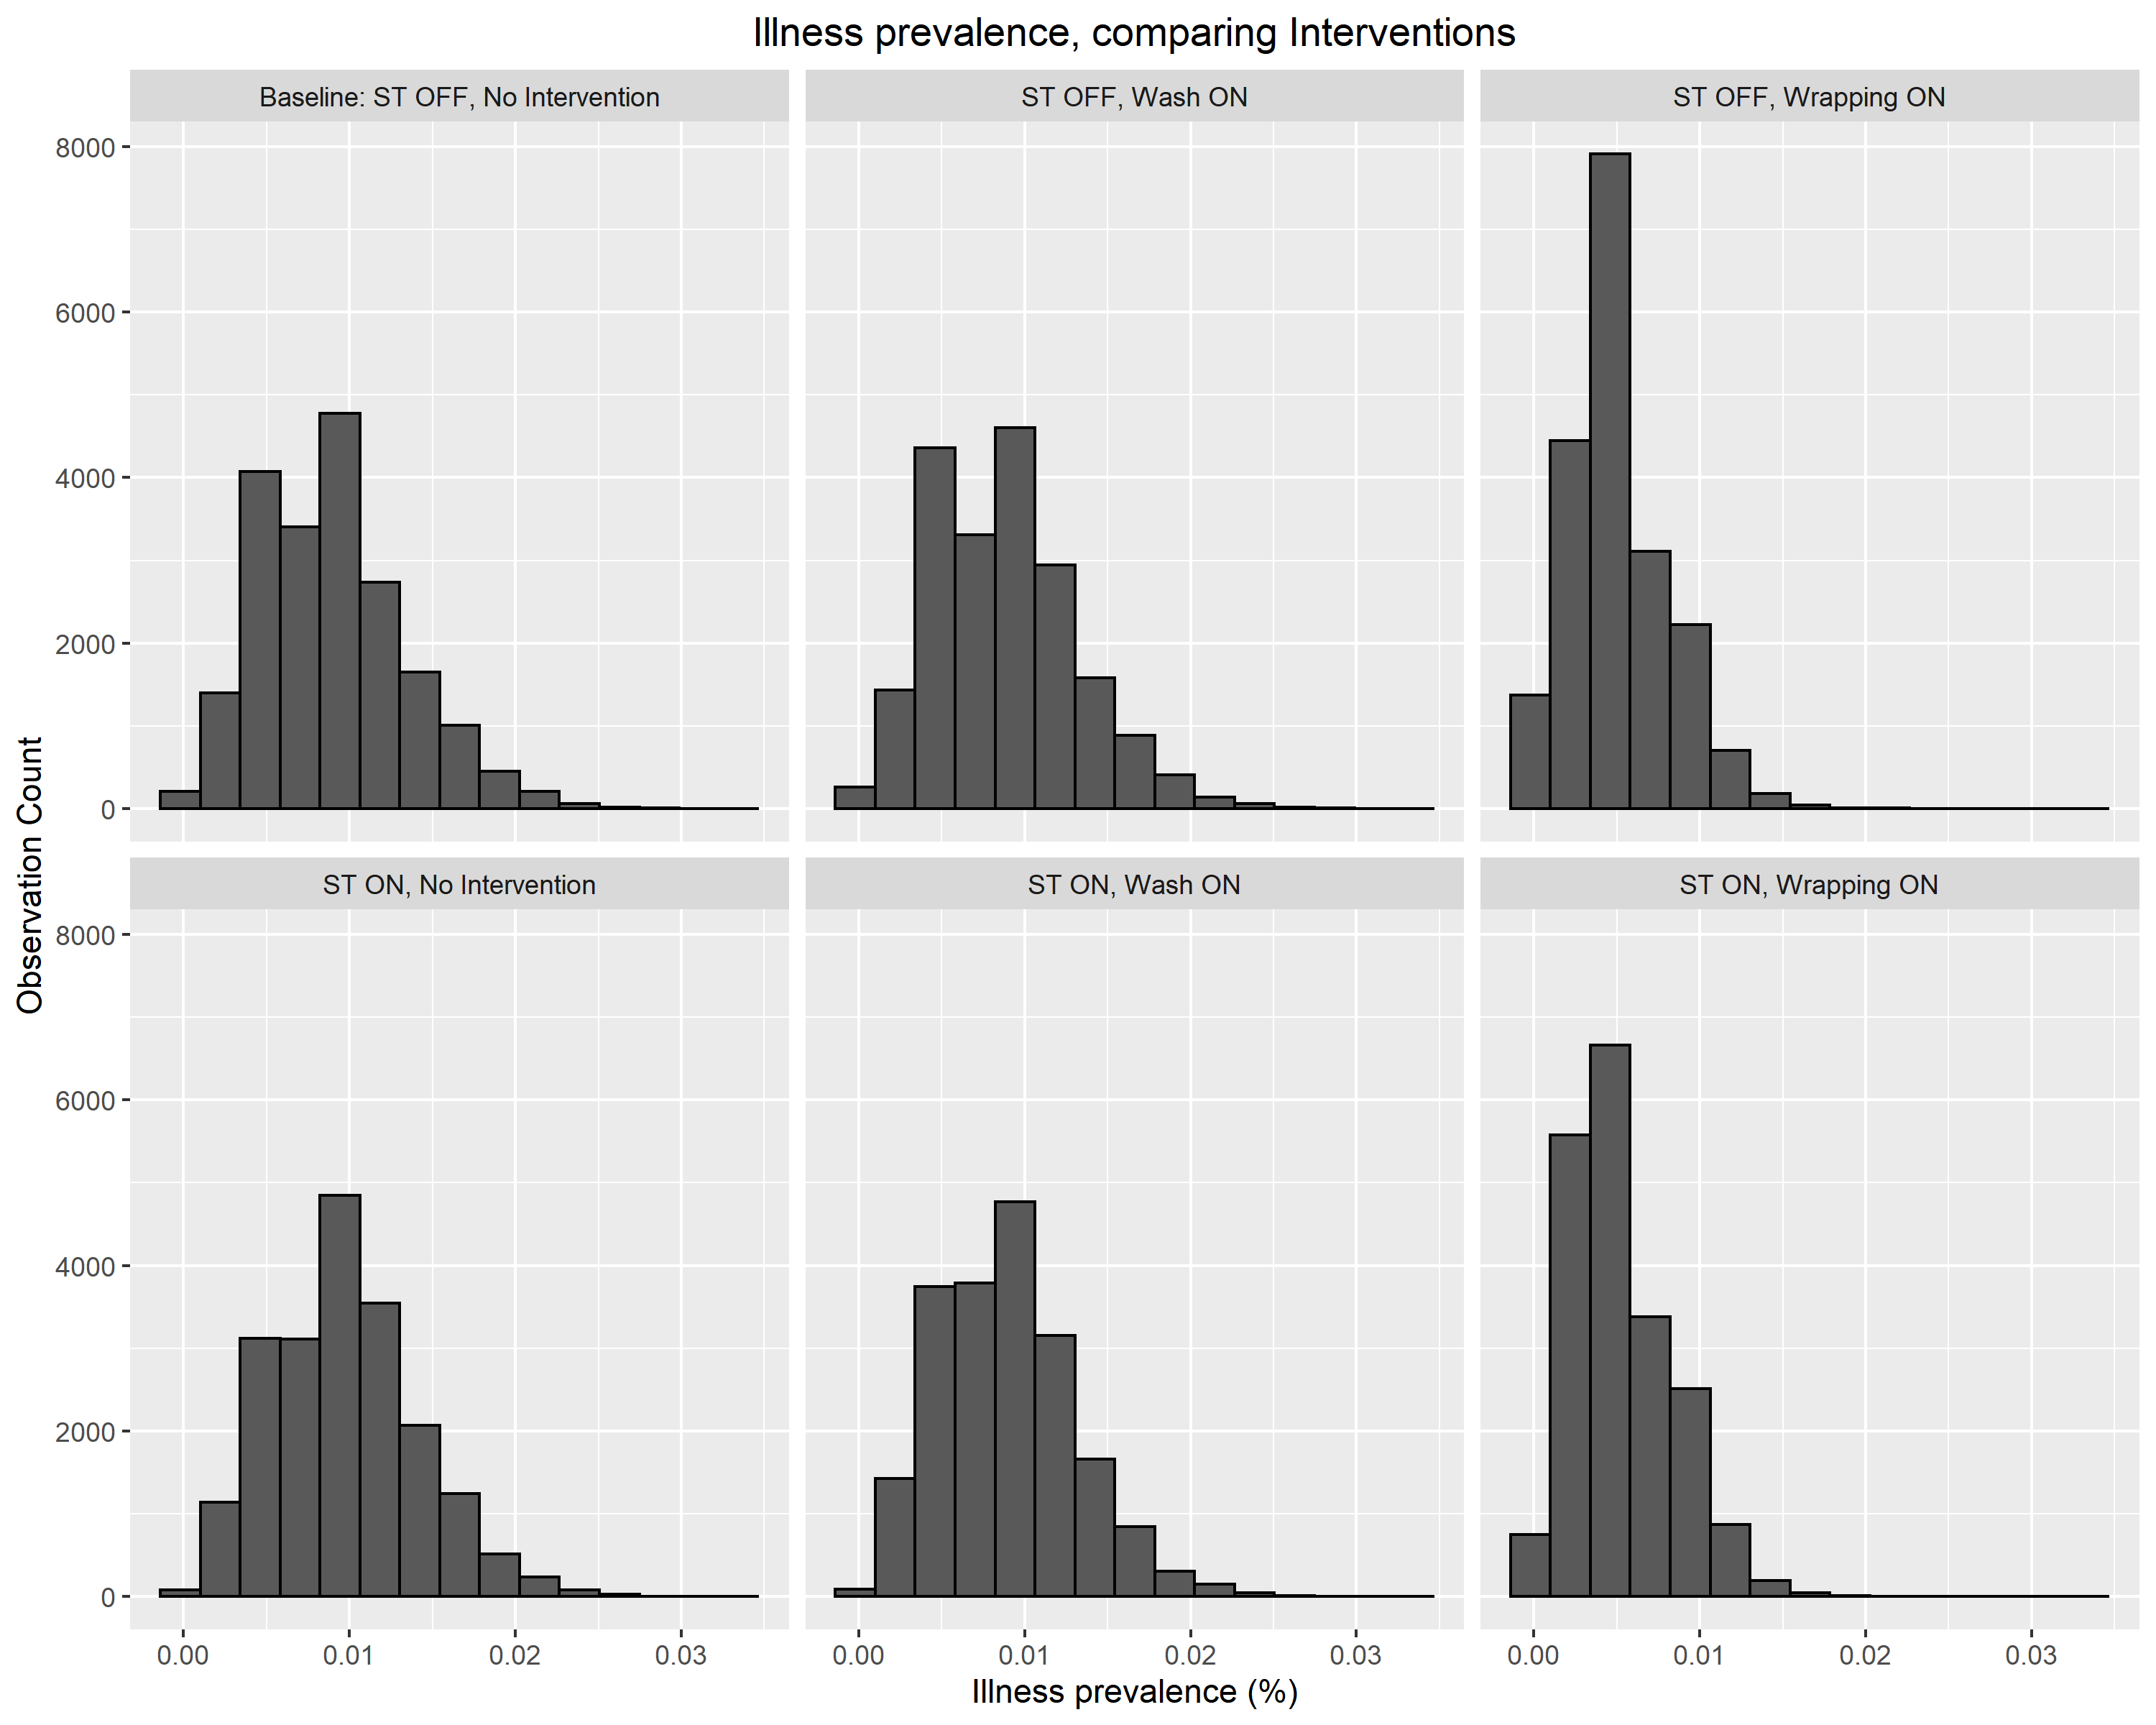 Illness prevalence, comparing Interventions
Baseline: ST OFF, No Intervention
ST OFF, Wash ON
ST OFF, Wrapping ON
8000
6000
4000
2000
0
Observation Count
ST ON, No Intervention
ST ON, Wash ON
ST ON, Wrapping ON
8000
6000
4000
2000
0
0.00 0.01 0.02 0.03
0.00 0.01 0.02 0.03
0.00 0.01 0.02 0.03
Illness prevalence (%)